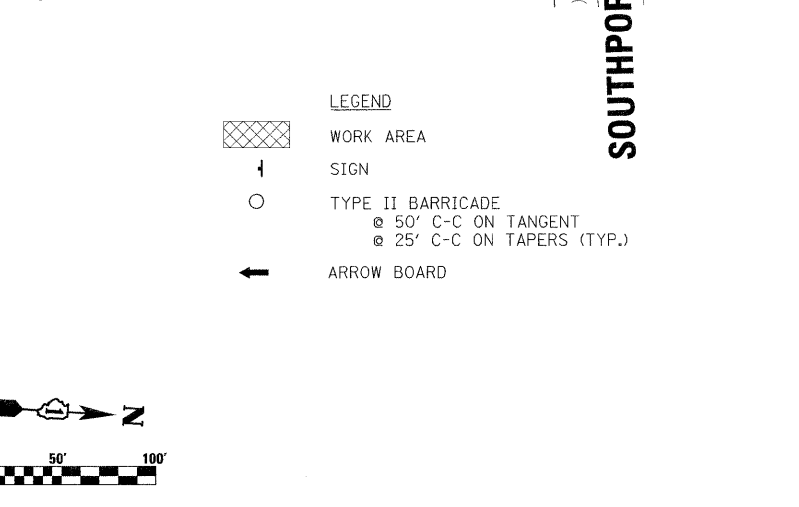 SOUTHPOR
LEGEND
WORK AREA
SIGN
TYPE II BARRICADE
@ 50' C-C ON TANGENT
@ 25' C-C ON TAPERS (TYP.)
ARROW BOARD
N
50' 100'